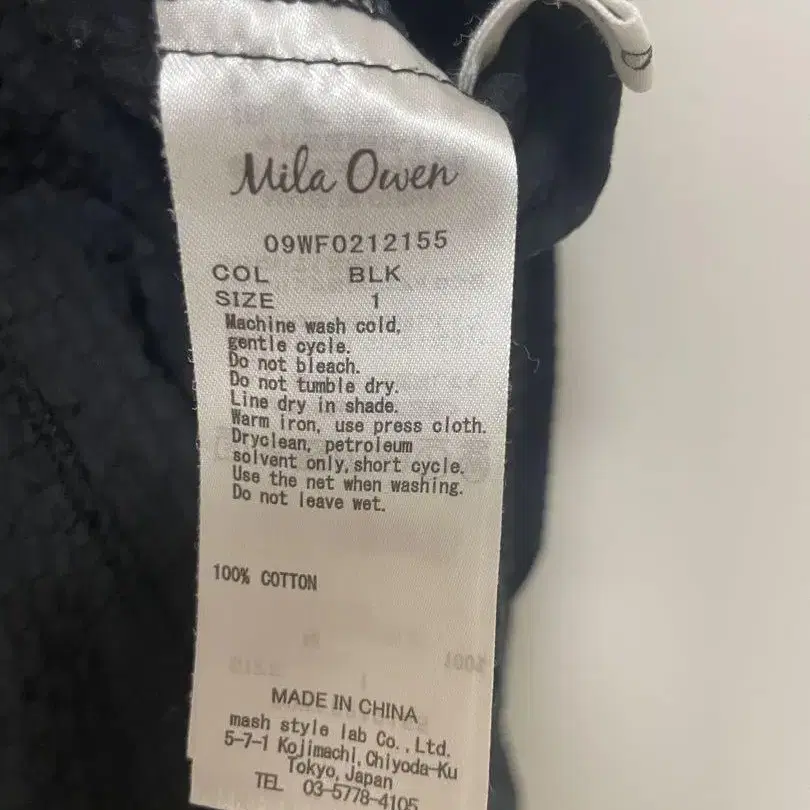 Mila Owen
09WF0212155
COL BLK
SIZE 1
Machine wash cold,
gentle cycle.
Do not bleach.
Do not tumble dry.
Line dry in shade.
Warm iron, use press cloth.
Dryclean, petroleum
solvent only, short cycle.
Use the net when washing.
Do not leave wet.
100% COTTON
MADE IN CHINA
mash style lab Co., Ltd.
5-7-1 Kojimachi, Chiyoda-Ku
Tokyo, Japan
TEL 03-5778-4105